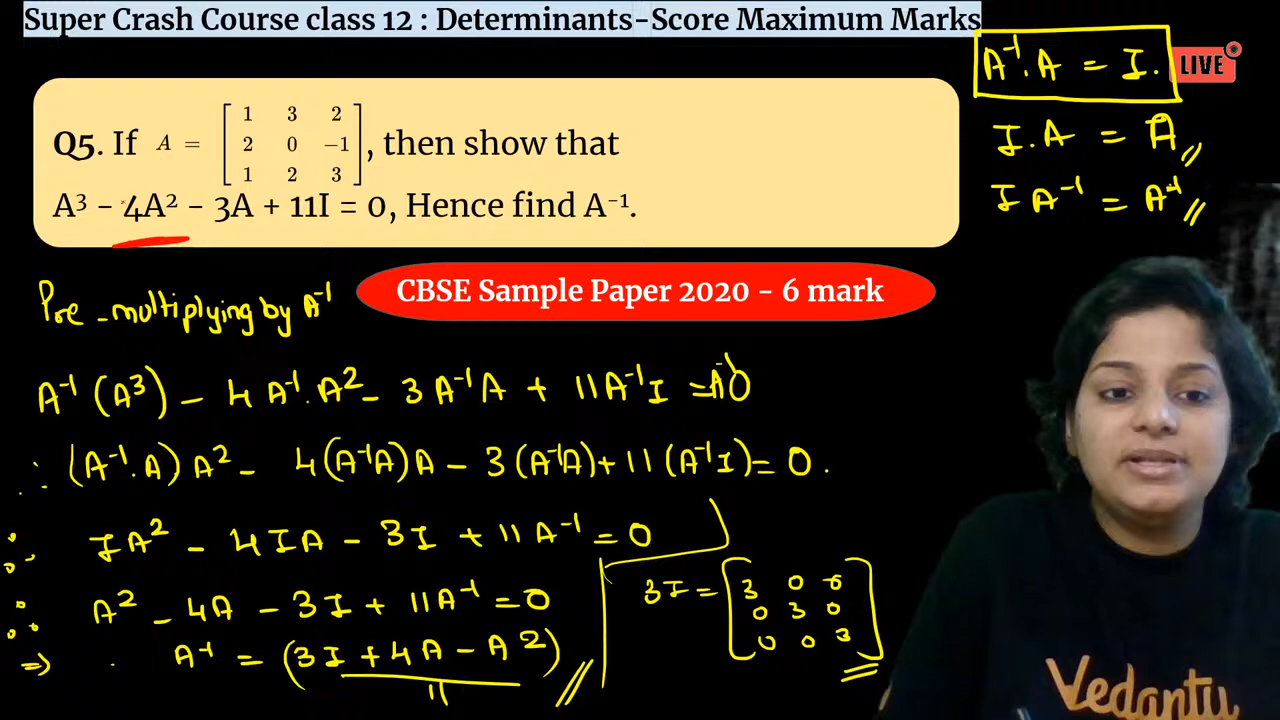 Super Crash Course class 12 : Determinants-Score Maximum Marks
A⁻¹. A = I.
LIVE
I. A = A
I A⁻¹ = A⁻¹
Q5. If A = [1 3 2
2 0 −1
1 2 3], then show that
A³ − 4A² − 3A + 11I = 0, Hence find A⁻¹.
CBSE Sample Paper 2020 - 6 mark
Pre-multiplying by A⁻¹
A⁻¹ (A³) − 4 A⁻¹. A² − 3 A⁻¹A + 11A⁻¹I = A⁻¹0
∴ (A⁻¹. A) A² − 4(A⁻¹A)A − 3(A⁻¹A) + 11(A⁻¹I) = 0.
∴ IA² − 4IA − 3I + 11A⁻¹ = 0
∴ A² − 4A − 3I + 11A⁻¹ = 0
⇒ A⁻¹ = (3I + 4A − A²)
11
3I = [3 0 0
0 3 0
0 0 3]
Vedantu